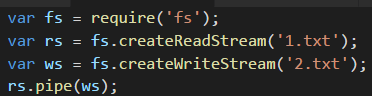 var fs = require('fs');
var rs = fs.createReadStream('1.txt');
var ws = fs.createWriteStream('2.txt');
rs.pipe(ws);